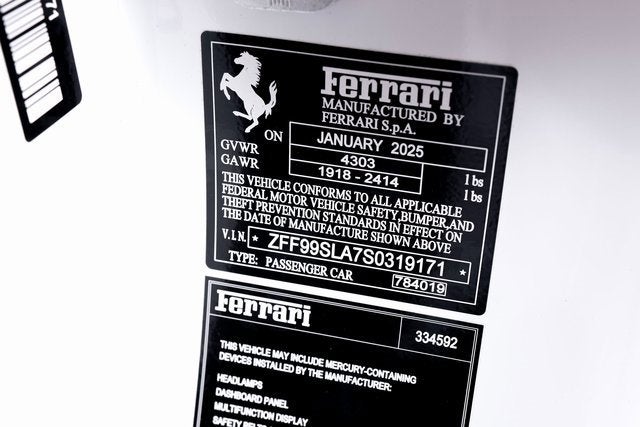 Ferrari
MANUFACTURED BY
FERRARI S.p.A.
ON JANUARY 2025
GVWR 4303 lbs
GAWR 1918 - 2414 lbs
THIS VEHICLE CONFORMS TO ALL APPLICABLE
FEDERAL MOTOR VEHICLE SAFETY,BUMPER,AND
THEFT PREVENTION STANDARDS IN EFFECT ON
THE DATE OF MANUFACTURE SHOWN ABOVE
V.I.N. * ZFF99SLA7S0319171 *
TYPE: PASSENGER CAR 784019
Ferrari 334592
THIS VEHICLE MAY INCLUDE MERCURY-CONTAINING
DEVICES INSTALLED BY THE MANUFACTURER:
HEADLAMPS
DASHBOARD PANEL
MULTIFUNCTION DISPLAY
SAFETY